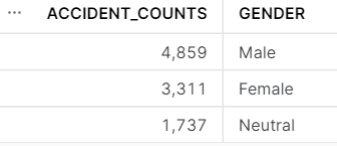 ... ACCIDENT_COUNTS GENDER
4,859 Male
3,311 Female
1,737 Neutral